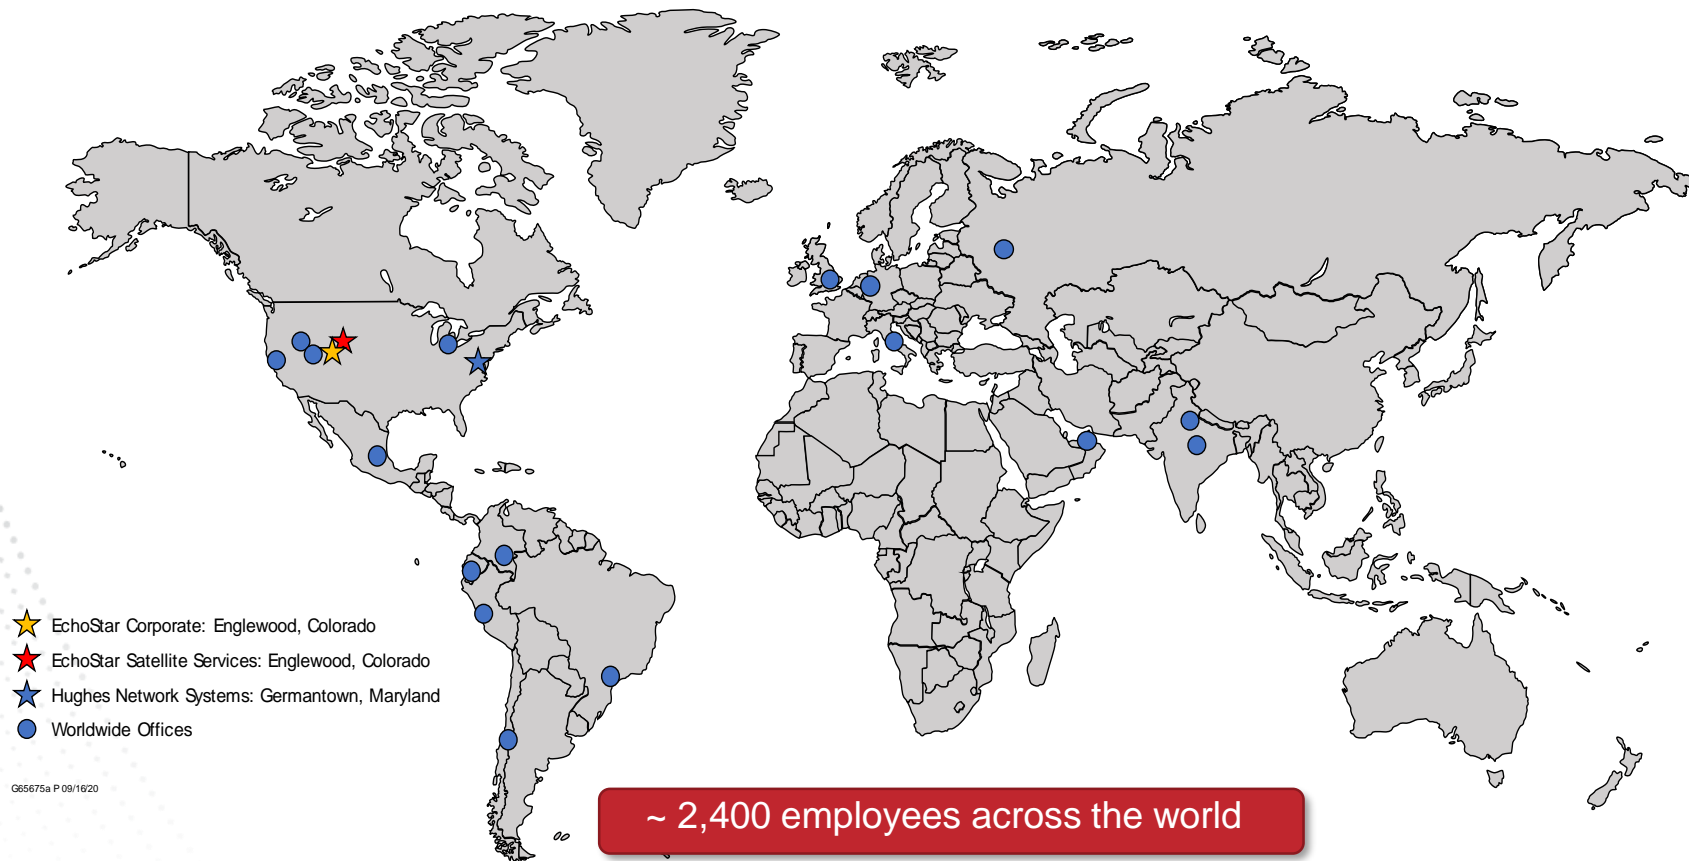 EchoStar Corporate: Englewood, Colorado
EchoStar Satellite Services: Englewood, Colorado
Hughes Network Systems: Germantown, Maryland
Worldwide Offices
G65675a P 09/16/20
~ 2,400 employees across the world